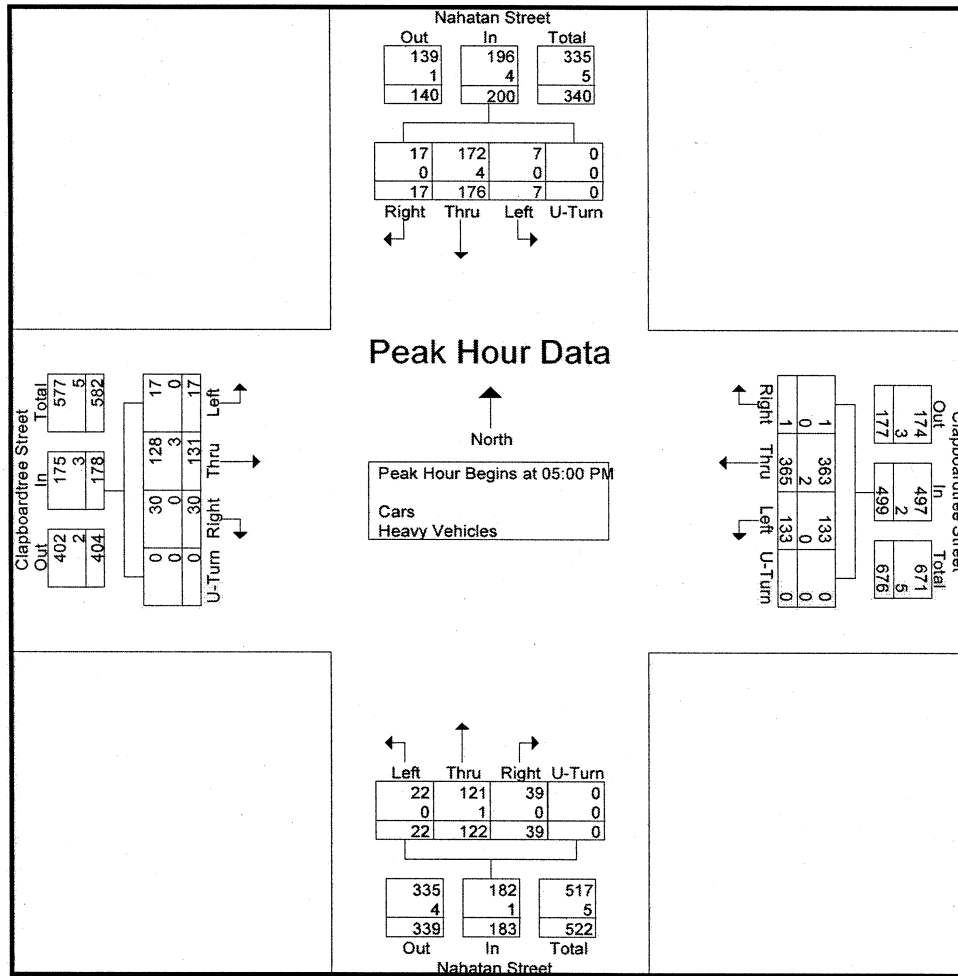 Nahatan Street
Out In Total
139 196 335
1 4 5
140 200 340
17 172 7 0
0 4 0 0
17 176 7 0
Right Thru Left U-Turn
Peak Hour Data
North
Peak Hour Begins at 05:00 PM
Cars
Heavy Vehicles
Clapboardtree Street
Out In Total
402 175 577
2 3 5
404 178 582
U-Turn Right Thru Left
0 30 128 17
0 0 3 0
0 30 131 17
Clapboardtree Street
Out In Total
174 497 671
3 2 5
177 499 676
1 363 133 0
0 2 0 0
1 365 133 0
Right Thru Left U-Turn
Left Thru Right U-Turn
22 121 39 0
0 1 0 0
22 122 39 0
335 182 517
4 1 5
339 183 522
Out In Total
Nahatan Street